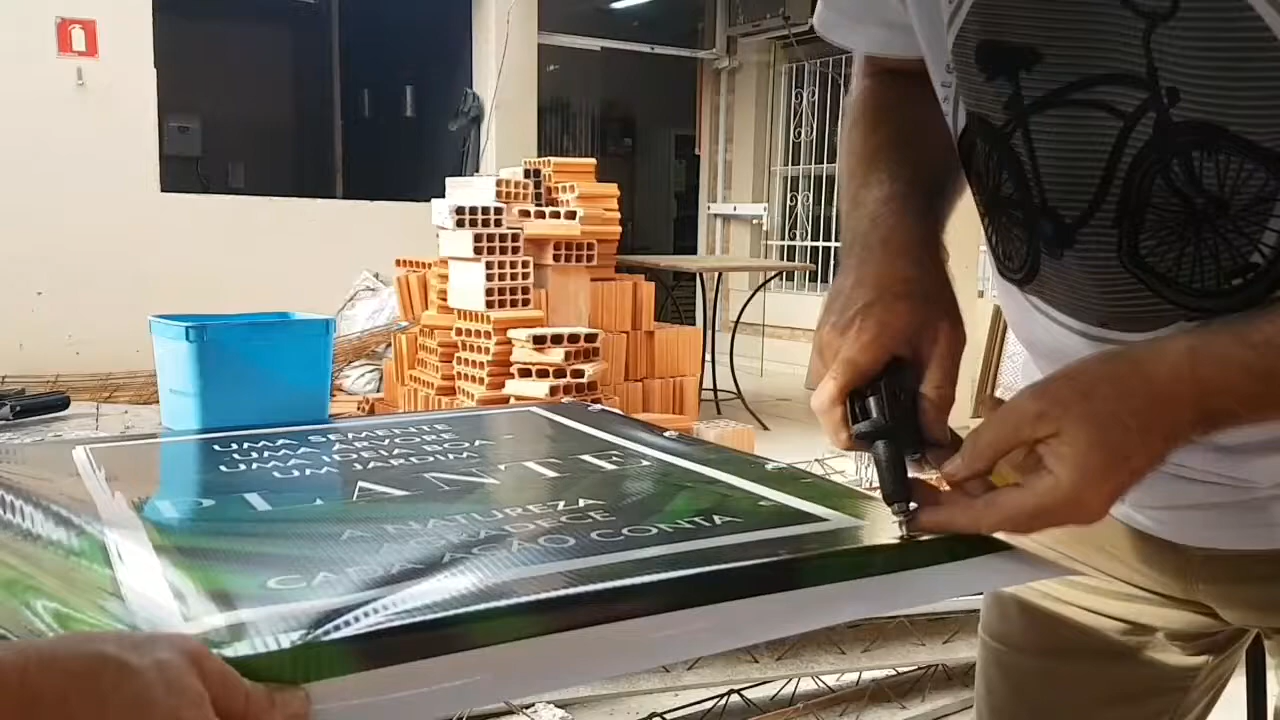 UMA SEMENTE
UMA ÁRVORE
UMA IDEIA BOA -
UM JARDIM
PLANTE
A NATUREZA
AGRADECE
CADA AÇÃO CONTA